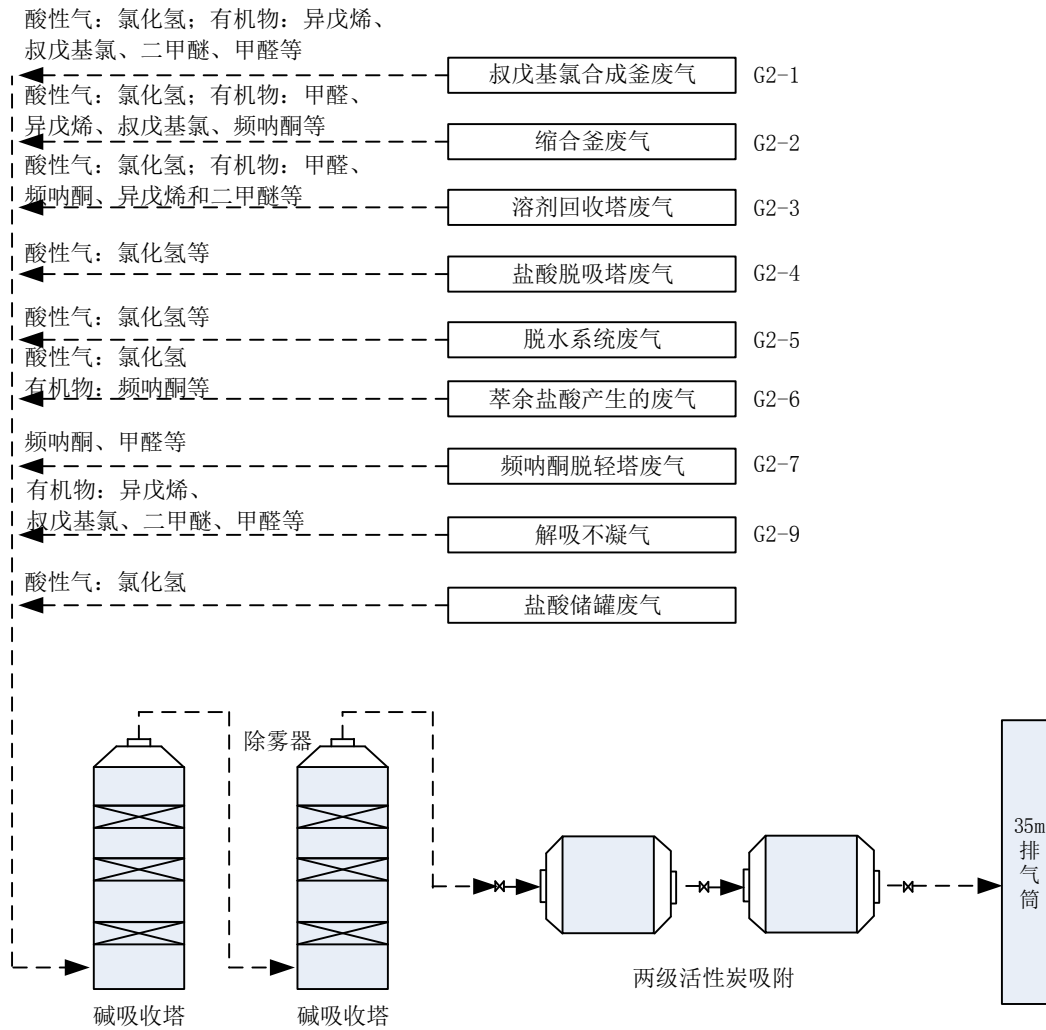 酸性气：氯化氢；有机物：异戊烯、
叔戊基氯、二甲醚、甲醛等
叔戊基氯合成釜废气
G2-1
酸性气：氯化氢；有机物：甲醛、
异戊烯、叔戊基氯、频呐酮等
缩合釜废气
G2-2
酸性气：氯化氢；有机物：甲醛、
频呐酮、异戊烯和二甲醚等
溶剂回收塔废气
G2-3
酸性气：氯化氢等
盐酸脱吸塔废气
G2-4
酸性气：氯化氢等
脱水系统废气
G2-5
酸性气：氯化氢
有机物：频呐酮等
萃余盐酸产生的废气
G2-6
频呐酮、甲醛等
频呐酮脱轻塔废气
G2-7
有机物：异戊烯、
叔戊基氯、二甲醚、甲醛等
解吸不凝气
G2-9
酸性气：氯化氢
盐酸储罐废气
除雾器
35m
排
气
筒
两级活性炭吸附
碱吸收塔
碱吸收塔